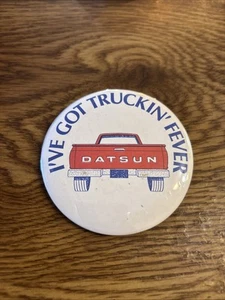 I'VE GOT TRUCKIN' FEVER
DATSUN